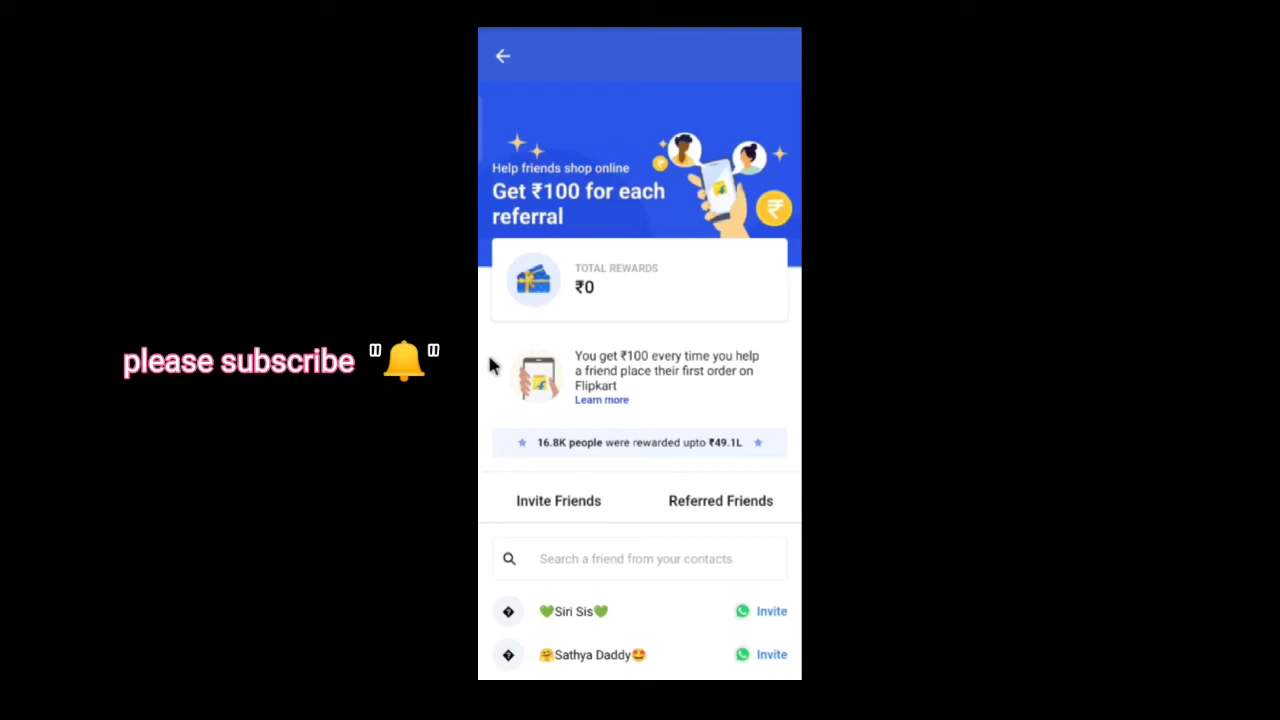 Help friends shop online
Get ₹100 for each
referral
TOTAL REWARDS
₹0
please subscribe "🔔"
You get ₹100 every time you help
a friend place their first order on
Flipkart
Learn more
16.8K people were rewarded upto ₹49.1L
Invite Friends Referred Friends
Search a friend from your contacts
💚Siri Sis💚 Invite
🤗Sathya Daddy🤩 Invite